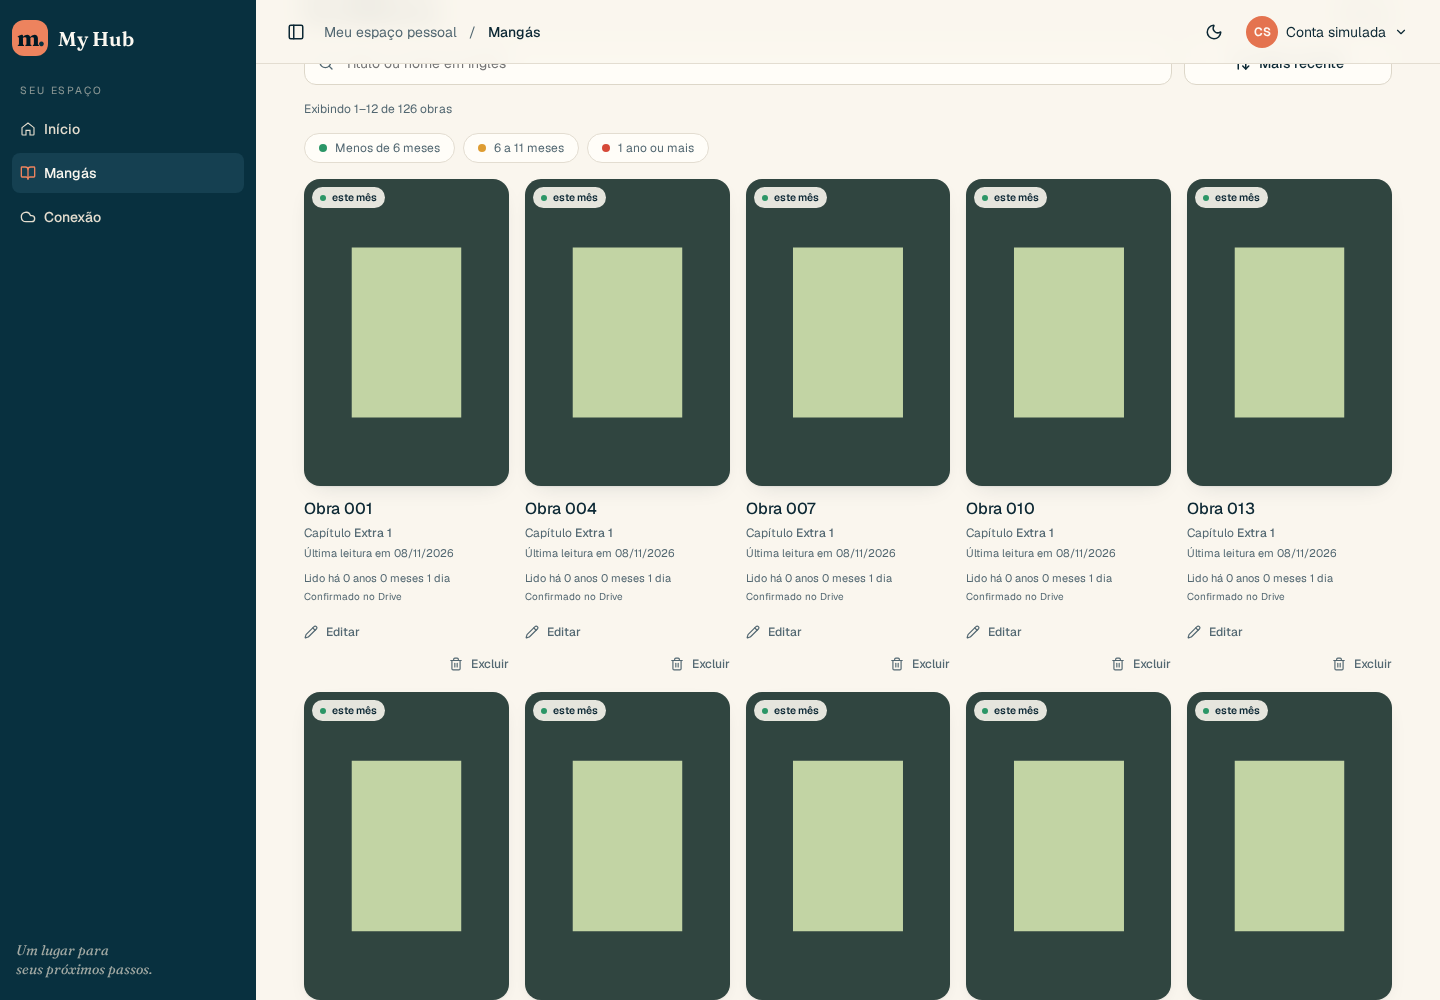 m. My Hub
Meu espaço pessoal / Mangás
CS Conta simulada
SEU ESPAÇO
Início
Mangás
Conexão
Um lugar para
seus próximos passos.
Título ou nome em inglês
Mais recente
Exibindo 1–12 de 126 obras
Menos de 6 meses
6 a 11 meses
1 ano ou mais
este mês
este mês
este mês
este mês
este mês
Obra 001
Capítulo Extra 1
Última leitura em 08/11/2026
Lido há 0 anos 0 meses 1 dia
Confirmado no Drive
Editar
Excluir
Obra 004
Capítulo Extra 1
Última leitura em 08/11/2026
Lido há 0 anos 0 meses 1 dia
Confirmado no Drive
Editar
Excluir
Obra 007
Capítulo Extra 1
Última leitura em 08/11/2026
Lido há 0 anos 0 meses 1 dia
Confirmado no Drive
Editar
Excluir
Obra 010
Capítulo Extra 1
Última leitura em 08/11/2026
Lido há 0 anos 0 meses 1 dia
Confirmado no Drive
Editar
Excluir
Obra 013
Capítulo Extra 1
Última leitura em 08/11/2026
Lido há 0 anos 0 meses 1 dia
Confirmado no Drive
Editar
Excluir
este mês
este mês
este mês
este mês
este mês